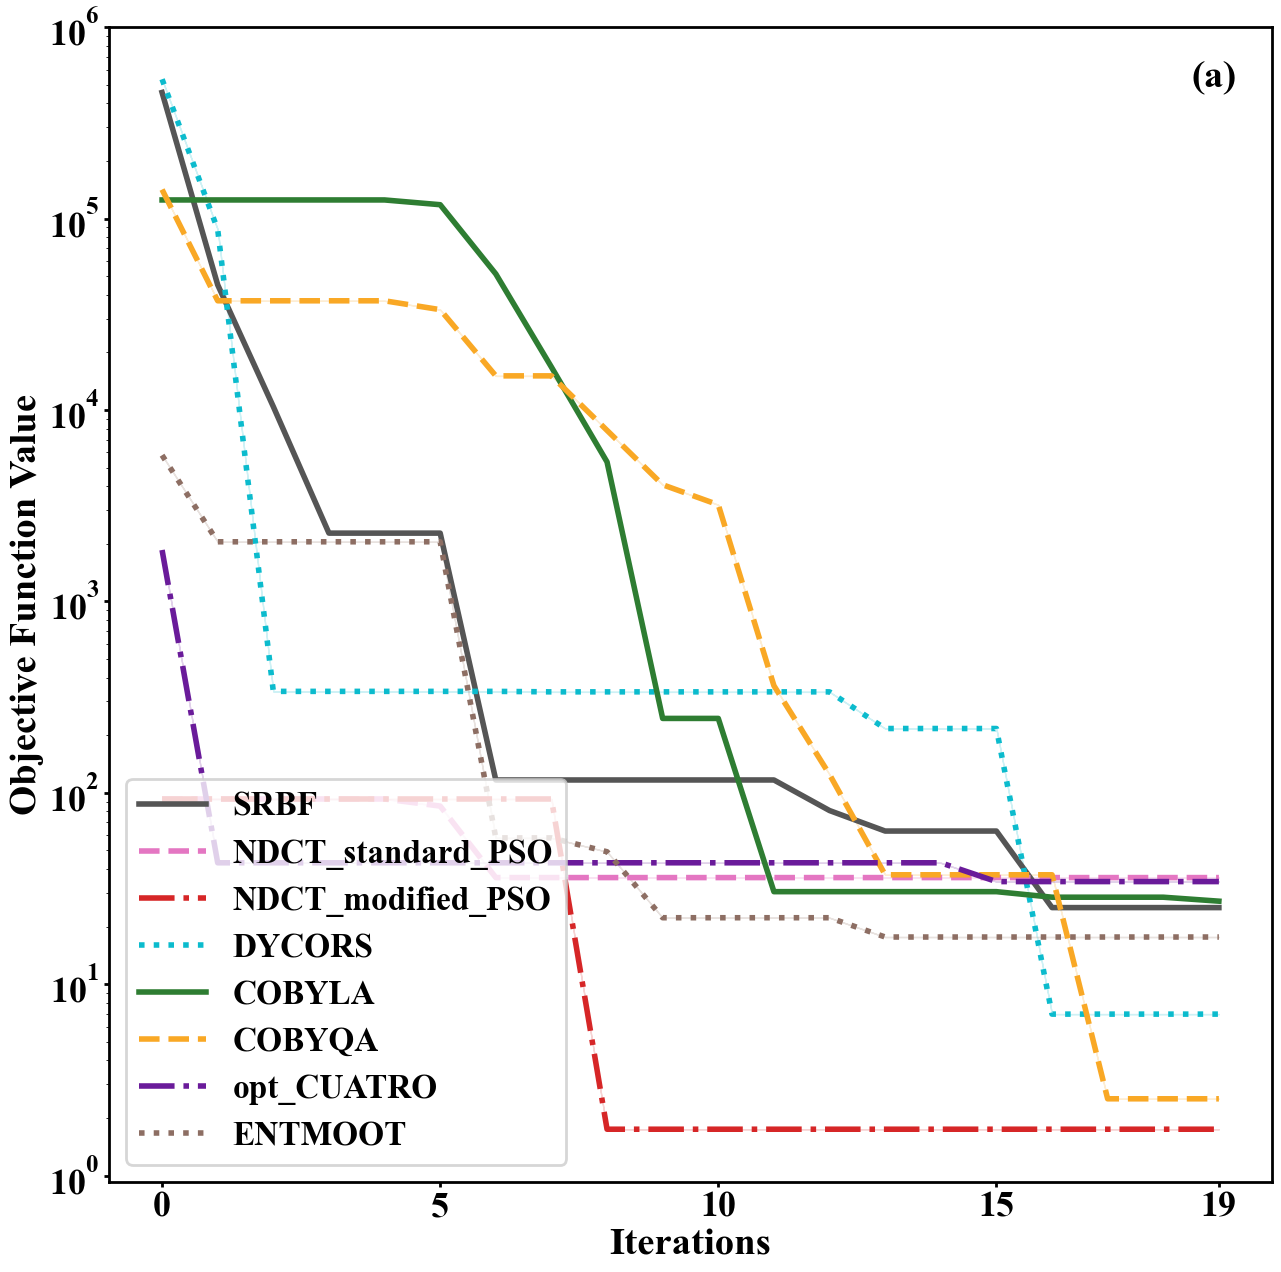 (a)
Objective Function Value
10^6
10^5
10^4
10^3
10^2
10^1
10^0
SRBF
NDCT_standard_PSO
NDCT_modified_PSO
DYCORS
COBYLA
COBYQA
opt_CUATRO
ENTMOOT
0 5 10 15 19
Iterations